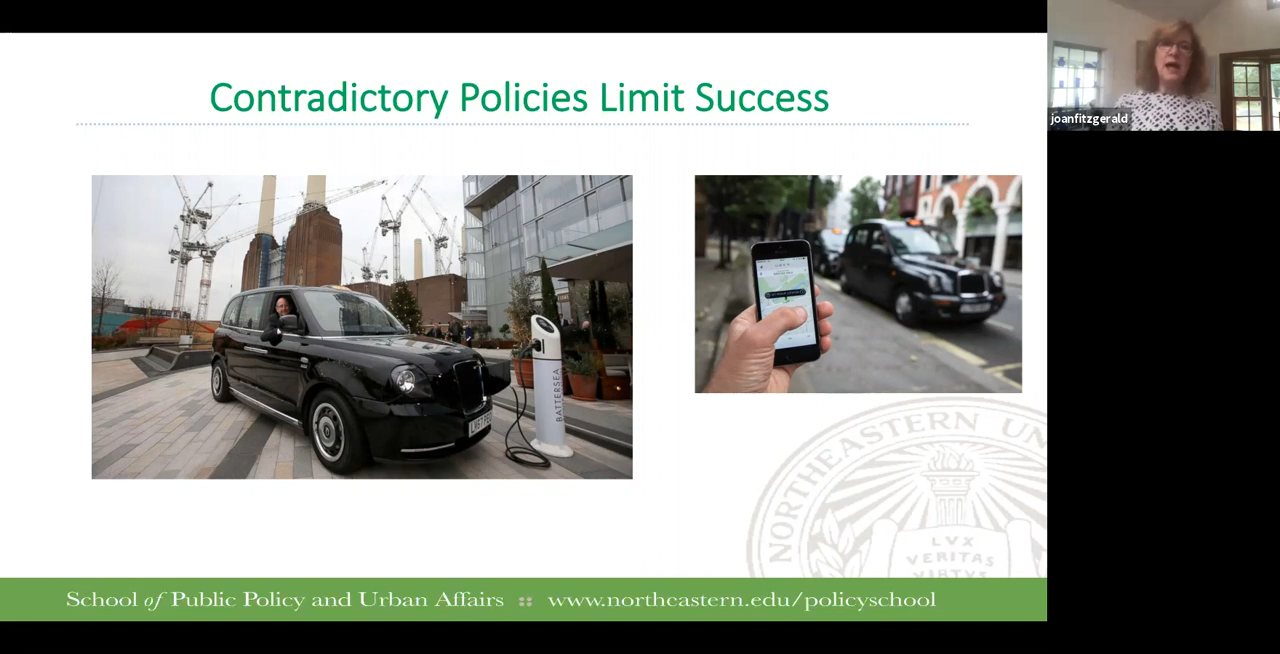 Contradictory Policies Limit Success
joanfitzgerald
BATTERSEA
NORTHEASTERN UN
LVX
VERITAS
VIRTVS
School of Public Policy and Urban Affairs :: www.northeastern.edu/policyschool